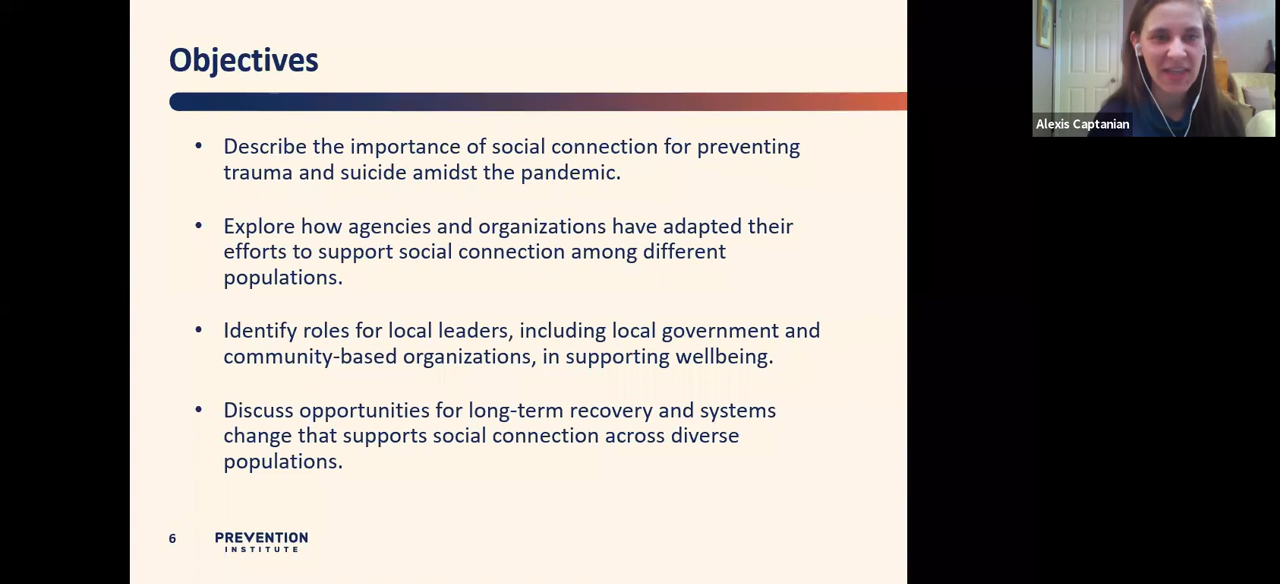 Objectives
• Describe the importance of social connection for preventing
trauma and suicide amidst the pandemic.
• Explore how agencies and organizations have adapted their
efforts to support social connection among different
populations.
• Identify roles for local leaders, including local government and
community-based organizations, in supporting wellbeing.
• Discuss opportunities for long-term recovery and systems
change that supports social connection across diverse
populations.
6
PREVENTION
INSTITUTE
Alexis Captanian